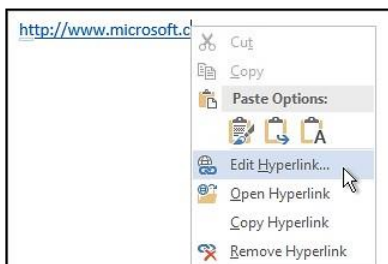 http://www.microsoft.c
Cut
Copy
Paste Options:
A
Edit Hyperlink...
Open Hyperlink
Copy Hyperlink
Remove Hyperlink